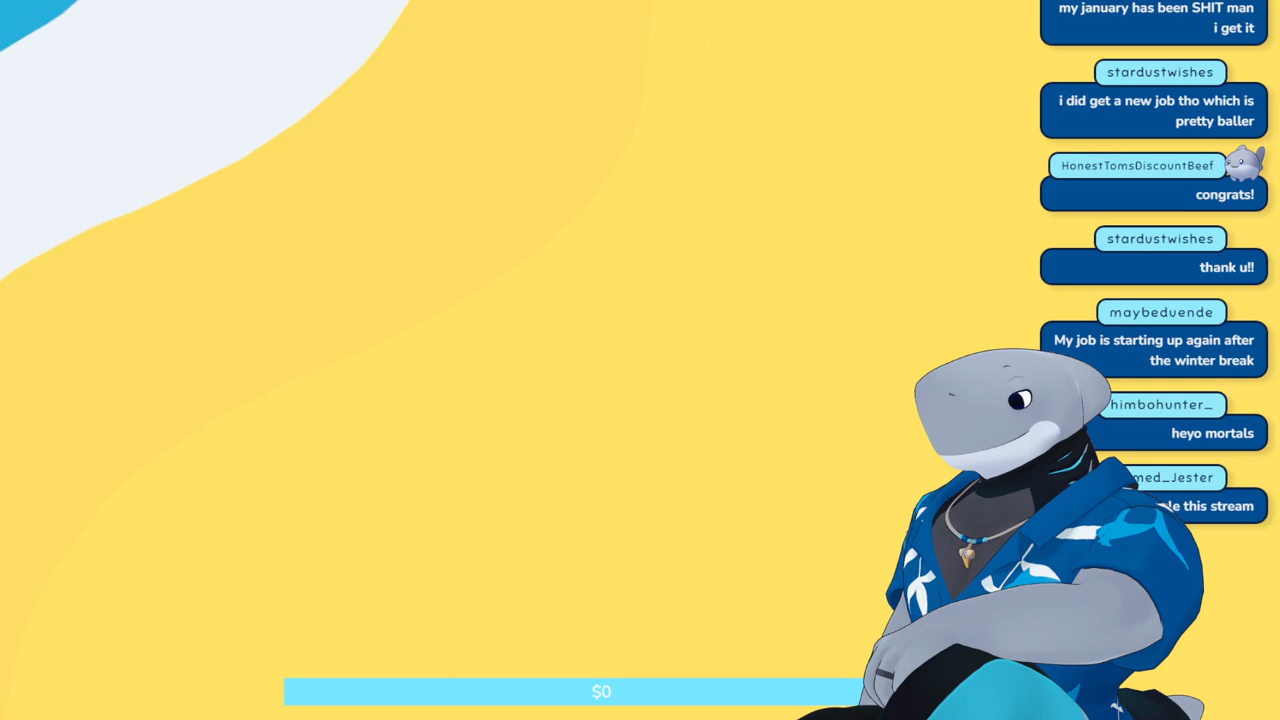 my january has been SHIT man
i get it
stardustwishes
i did get a new job tho which is
pretty baller
HonestTomsDiscountBeef
congrats!
stardustwishes
thank u!!
maybeduende
My job is starting up again after
the winter break
himbohunter_
heyo mortals
med_Jester
this stream
$0